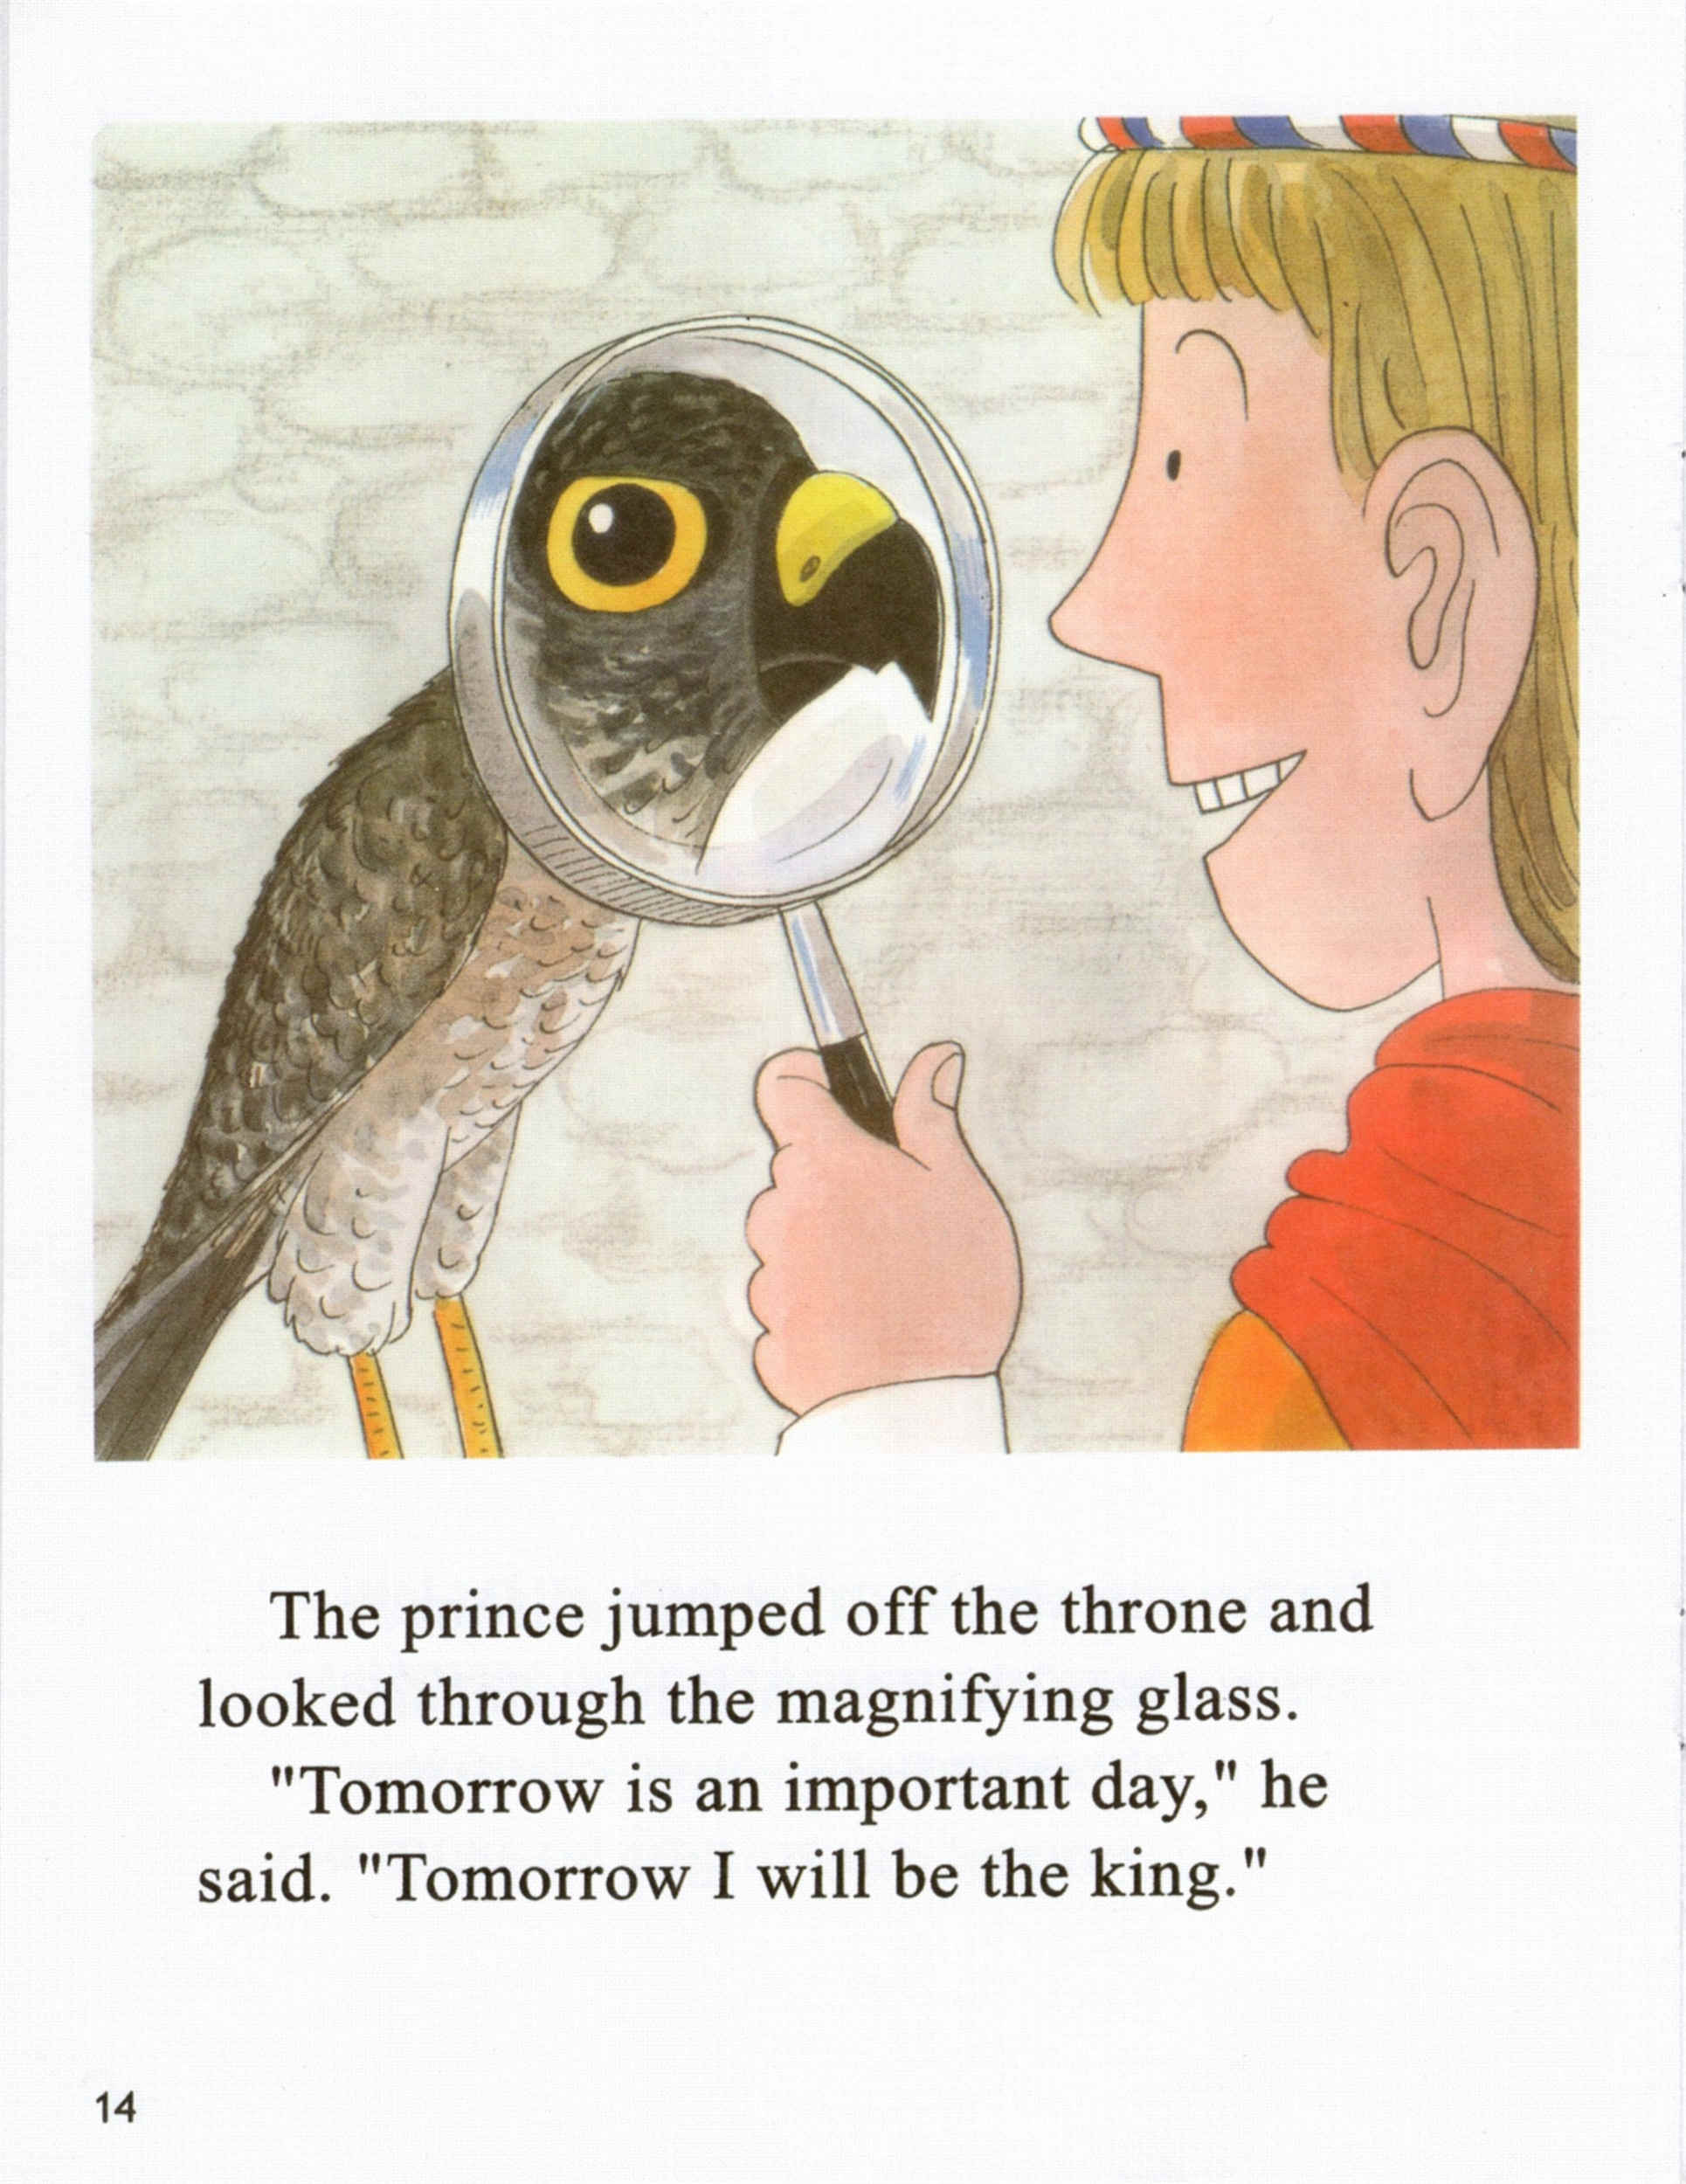 The prince jumped off the throne and
looked through the magnifying glass.
"Tomorrow is an important day," he
said. "Tomorrow I will be the king."
14